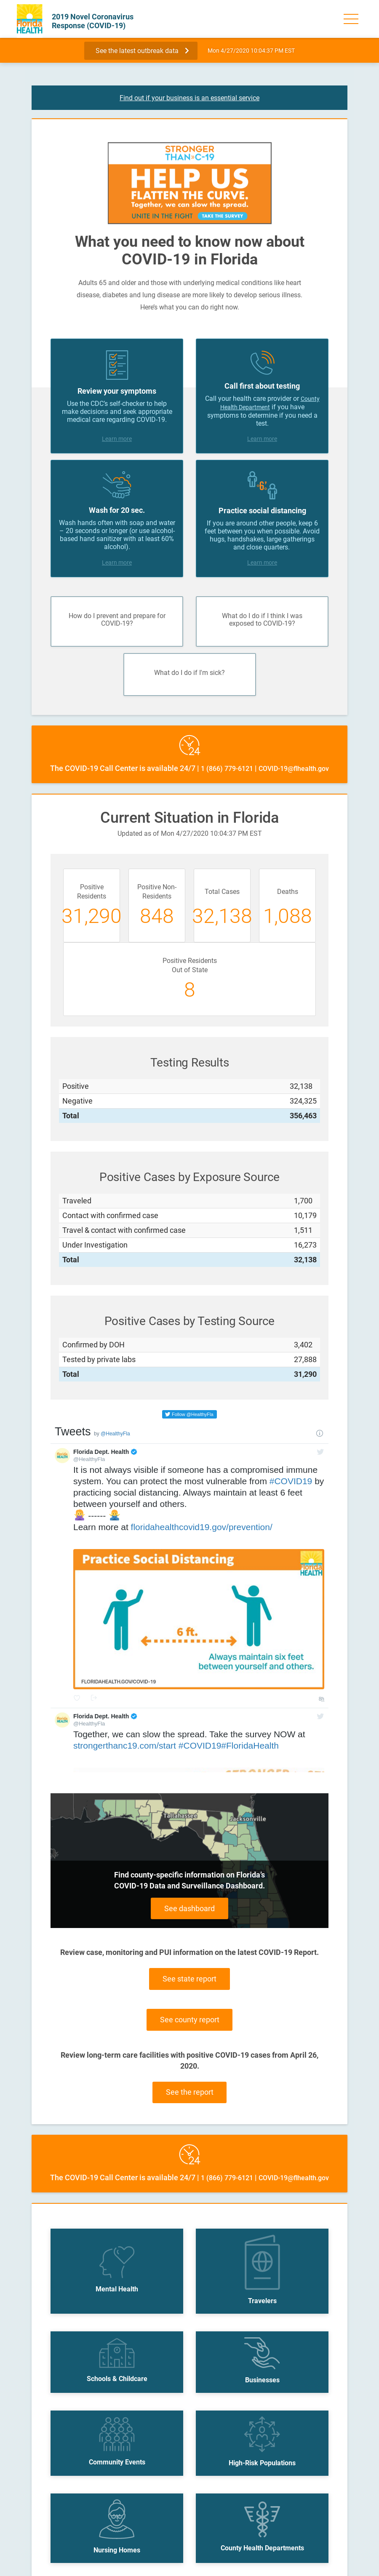 Florida
HEALTH
2019 Novel Coronavirus
Response (COVID-19)
See the latest outbreak data
Mon 4/27/2020 10:04:37 PM EST
Find out if your business is an essential service
STRONGER
THAN C-19
HELP US
FLATTEN THE CURVE.
Together, we can slow the spread.
UNITE IN THE FIGHT TAKE THE SURVEY
What you need to know now about
COVID-19 in Florida
Adults 65 and older and those with underlying medical conditions like heart
disease, diabetes and lung disease are more likely to develop serious illness.
Here's what you can do right now.
Review your symptoms
Use the CDC's self-checker to help
make decisions and seek appropriate
medical care regarding COVID-19.
Learn more
Call first about testing
Call your health care provider or County
Health Department if you have
symptoms to determine if you need a
test.
Learn more
Wash for 20 sec.
Wash hands often with soap and water
– 20 seconds or longer (or use alcohol-
based hand sanitizer with at least 60%
alcohol).
Learn more
6'
Practice social distancing
If you are around other people, keep 6
feet between you when possible. Avoid
hugs, handshakes, large gatherings
and close quarters.
Learn more
How do I prevent and prepare for
COVID-19?
What do I do if I think I was
exposed to COVID-19?
What do I do if I'm sick?
24
The COVID-19 Call Center is available 24/7 | 1 (866) 779-6121 | COVID-19@flhealth.gov
Current Situation in Florida
Updated as of Mon 4/27/2020 10:04:37 PM EST
Positive
Residents
31,290
Positive Non-
Residents
848
Total Cases
32,138
Deaths
1,088
Positive Residents
Out of State
8
Testing Results
Positive 32,138
Negative 324,325
Total 356,463
Positive Cases by Exposure Source
Traveled 1,700
Contact with confirmed case 10,179
Travel & contact with confirmed case 1,511
Under Investigation 16,273
Total 32,138
Positive Cases by Testing Source
Confirmed by DOH 3,402
Tested by private labs 27,888
Total 31,290
Follow @HealthyFla
Tweets by @HealthyFla
Florida Dept. Health
@HealthyFla
It is not always visible if someone has a compromised immune
system. You can protect the most vulnerable from #COVID19 by
practicing social distancing. Always maintain at least 6 feet
between yourself and others.
------
Learn more at floridahealthcovid19.gov/prevention/
Practice Social Distancing
Florida
HEALTH
6 ft.
Always maintain six feet
between yourself and others.
FLORIDAHEALTH.GOV/COVID-19
Florida Dept. Health
@HealthyFla
Together, we can slow the spread. Take the survey NOW at
strongerthanc19.com/start #COVID19#FloridaHealth
Tallahassee
Jacksonville
Find county-specific information on Florida's
COVID-19 Data and Surveillance Dashboard.
See dashboard
Review case, monitoring and PUI information on the latest COVID-19 Report.
See state report
See county report
Review long-term care facilities with positive COVID-19 cases from April 26,
2020.
See the report
24
The COVID-19 Call Center is available 24/7 | 1 (866) 779-6121 | COVID-19@flhealth.gov
Mental Health
Travelers
Schools & Childcare
Businesses
Community Events
High-Risk Populations
Nursing Homes
County Health Departments